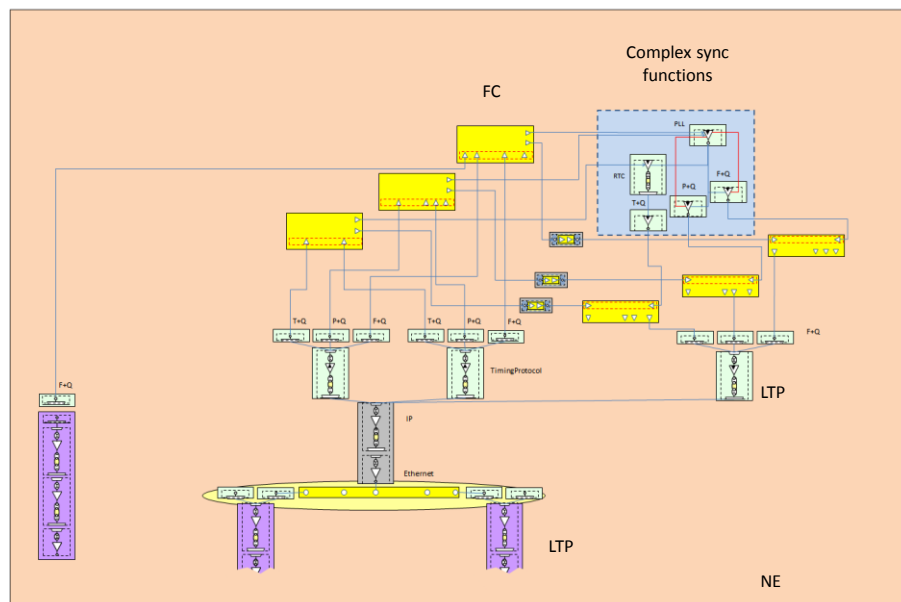 Complex sync
functions
FC
PLL
RTC
F+Q
P+Q
T+Q
T+Q
P+Q
F+Q
T+Q
P+Q
F+Q
F+Q
TimingProtocol
F+Q
LTP
IP
Ethernet
LTP
NE